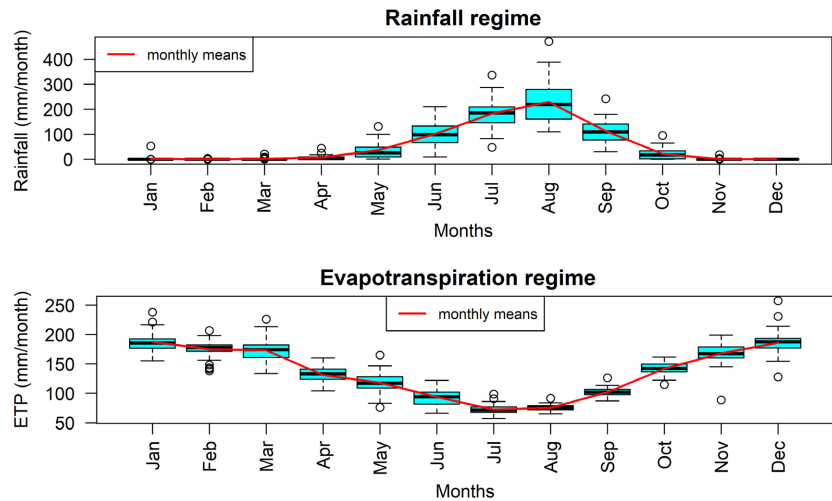 Rainfall regime
monthly means
Rainfall (mm/month)
0 100 200 300 400
Jan Feb Mar Apr May Jun Jul Aug Sep Oct Nov Dec
Months
Evapotranspiration regime
monthly means
ETP (mm/month)
50 100 150 200 250
Jan Feb Mar Apr May Jun Jul Aug Sep Oct Nov Dec
Months